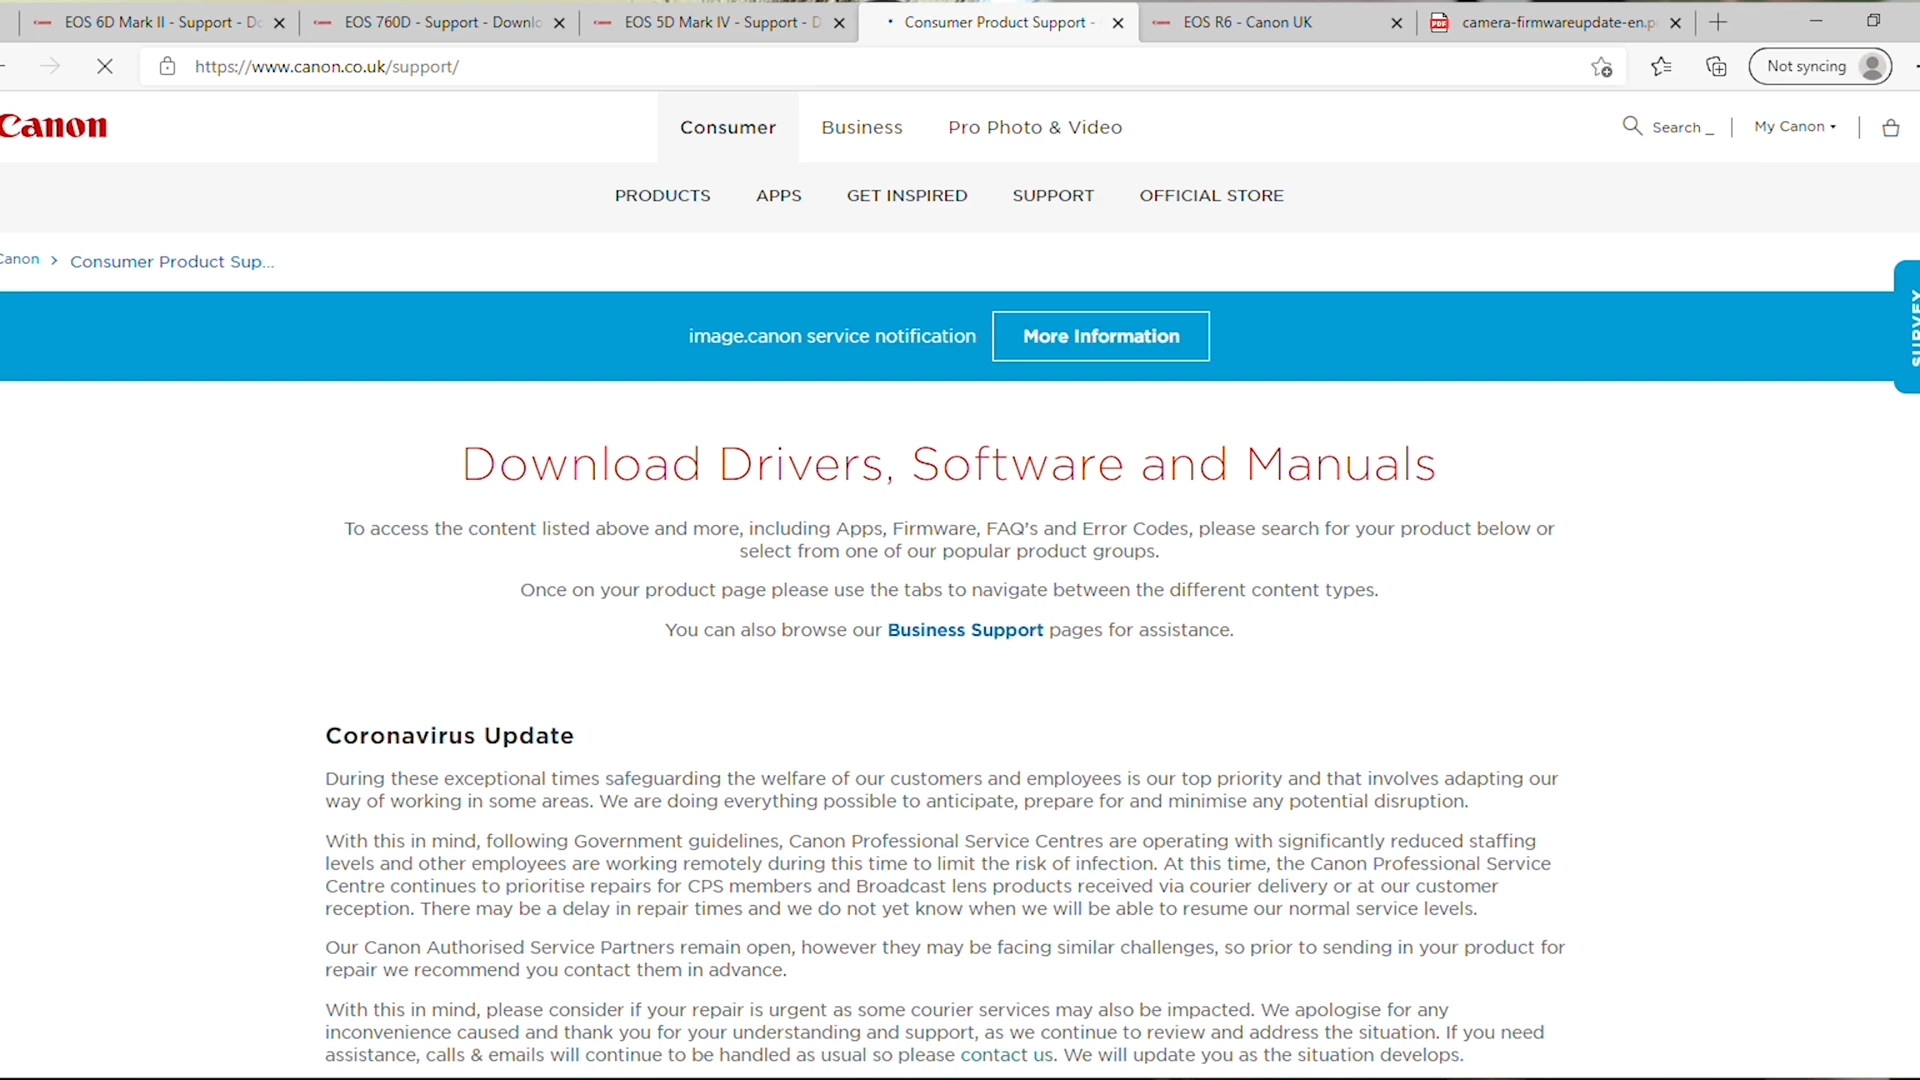 EOS 6D Mark II - Support - Do
EOS 760D - Support - Downlo
EOS 5D Mark IV - Support - D
Consumer Product Support -
EOS R6 - Canon UK
camera-firmwareupdate-en.p
https://www.canon.co.uk/support/
Not syncing
Canon
Consumer
Business
Pro Photo & Video
Search _
My Canon
PRODUCTS
APPS
GET INSPIRED
SUPPORT
OFFICIAL STORE
Canon > Consumer Product Sup...
SURVEY
image.canon service notification
More Information
Download Drivers, Software and Manuals
To access the content listed above and more, including Apps, Firmware, FAQ's and Error Codes, please search for your product below or
select from one of our popular product groups.
Once on your product page please use the tabs to navigate between the different content types.
You can also browse our Business Support pages for assistance.
Coronavirus Update
During these exceptional times safeguarding the welfare of our customers and employees is our top priority and that involves adapting our
way of working in some areas. We are doing everything possible to anticipate, prepare for and minimise any potential disruption.
With this in mind, following Government guidelines, Canon Professional Service Centres are operating with significantly reduced staffing
levels and other employees are working remotely during this time to limit the risk of infection. At this time, the Canon Professional Service
Centre continues to prioritise repairs for CPS members and Broadcast lens products received via courier delivery or at our customer
reception. There may be a delay in repair times and we do not yet know when we will be able to resume our normal service levels.
Our Canon Authorised Service Partners remain open, however they may be facing similar challenges, so prior to sending in your product for
repair we recommend you contact them in advance.
With this in mind, please consider if your repair is urgent as some courier services may also be impacted. We apologise for any
inconvenience caused and thank you for your understanding and support, as we continue to review and address the situation. If you need
assistance, calls & emails will continue to be handled as usual so please contact us. We will update you as the situation develops.